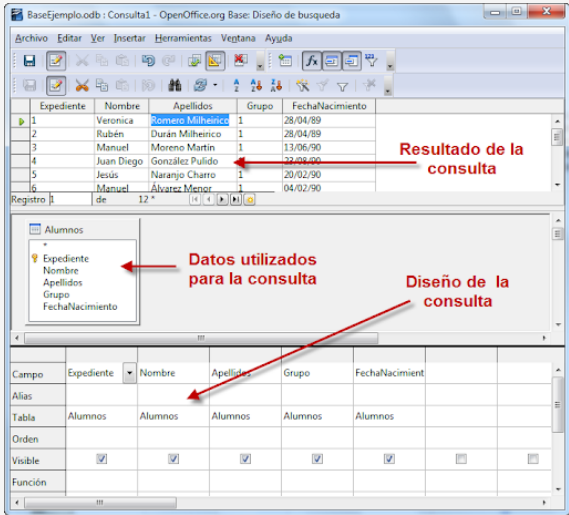 BaseEjemplo.odb : Consulta1 - OpenOffice.org Base: Diseño de busqueda
Archivo Editar Ver Insertar Herramientas Ventana Ayuda
Expediente Nombre Apellidos Grupo FechaNacimiento
1 Veronica Romero Milheirico 1 28/04/89
2 Rubén Durán Milheirico 1 28/04/89
3 Manuel Moreno Martín 1 13/06/90
4 Juan Diego González Pulido 1 23/08/90
5 Jesús Naranjo Charro 1 20/02/90
6 Manuel Álvarez Menor 1 04/02/90
Resultado de la
consulta
Registro 1 de 12 *
Alumnos
*
Expediente
Nombre
Apellidos
Grupo
FechaNacimiento
Datos utilizados
para la consulta
Diseño de la
consulta
Campo Expediente Nombre Apellidos Grupo FechaNacimient
Alias
Tabla Alumnos Alumnos Alumnos Alumnos Alumnos
Orden
Visible
Función